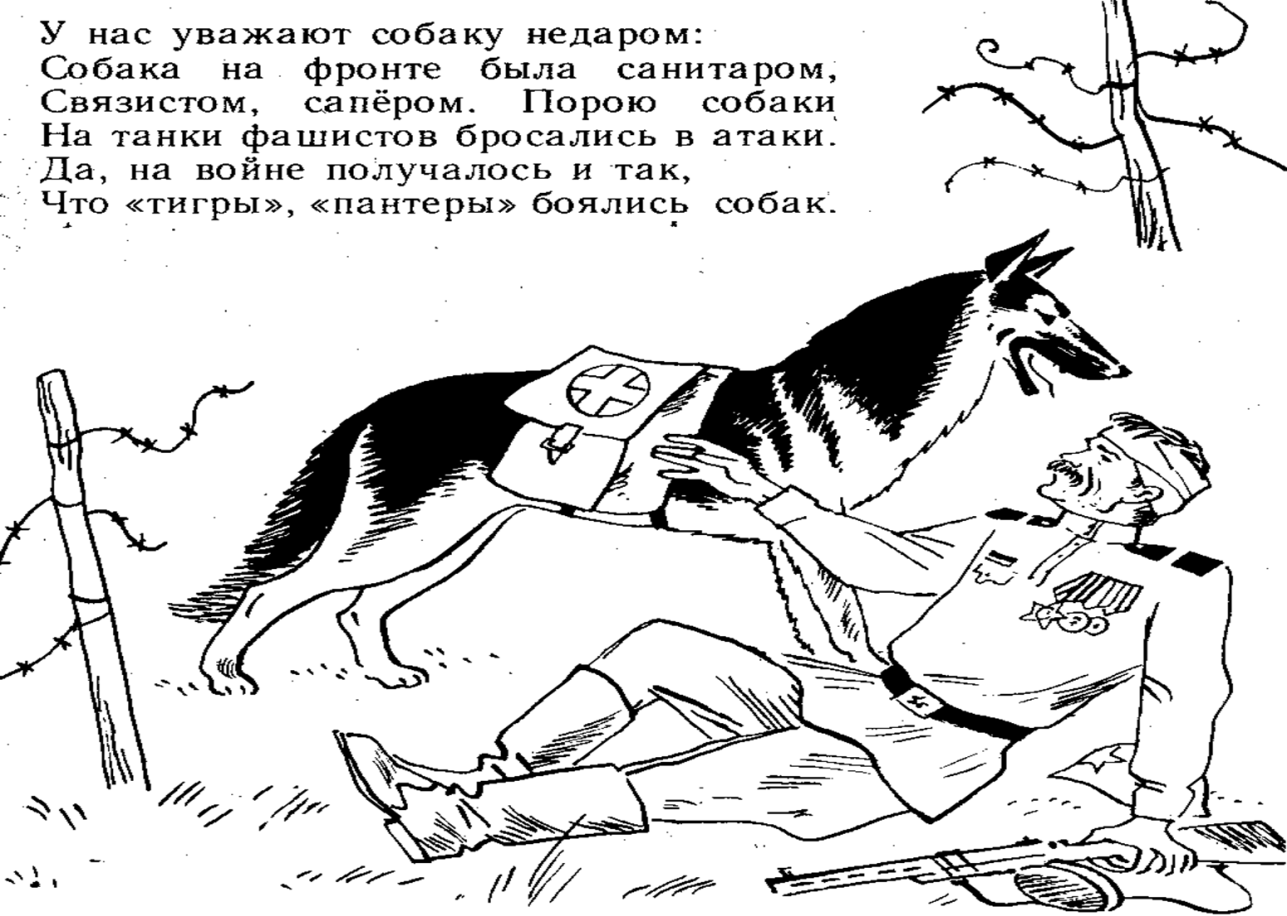 У нас уважают собаку недаром:
Собака на фронте была санитаром,
Связистом, сапёром. Порою собаки
На танки фашистов бросались в атаки.
Да, на войне получалось и так,
Что «тигры», «пантеры» боялись собак.